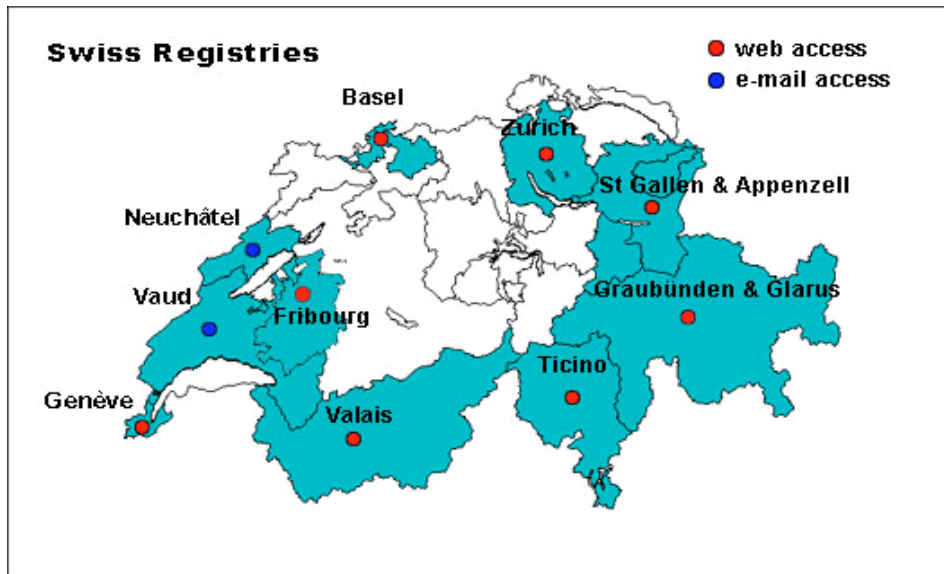 Swiss Registries
web access
e-mail access
Basel
Zurich
St Gallen & Appenzell
Neuchâtel
Vaud
Fribourg
Graubünden & Glarus
Ticino
Genève
Valais